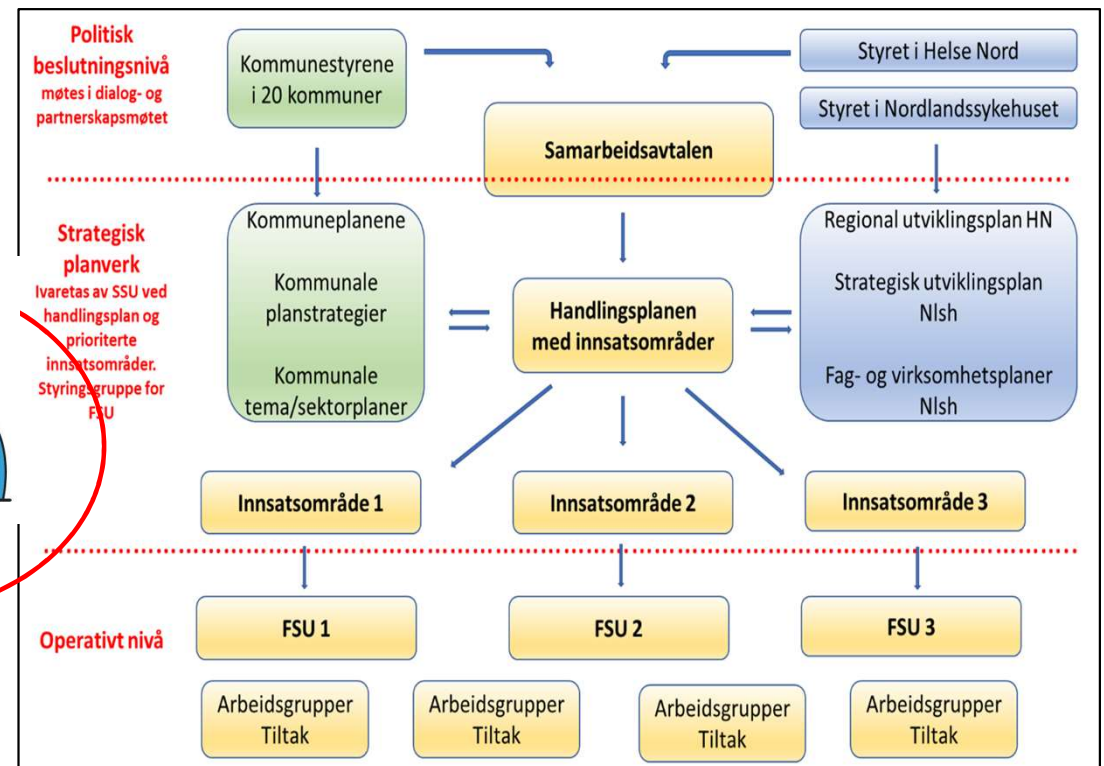 Politisk
beslutningsnivå
møtes i dialog- og
partnerskapsmøtet
Kommunestyrene
i 20 kommuner
Styret i Helse Nord
Styret i Nordlandssykehuset
Samarbeidsavtalen
Strategisk
planverk
Ivaretas av SSU ved
handlingsplan og
prioriterte
innsatsområder.
Styringsgruppe for
FSU
Kommuneplanene
Kommunale
planstrategier
Kommunale
tema/sektorplaner
Handlingsplanen
med innsatsområder
Regional utviklingsplan HN
Strategisk utviklingsplan
Nlsh
Fag- og virksomhetsplaner
Nlsh
Innsatsområde 1
Innsatsområde 2
Innsatsområde 3
Operativt nivå
FSU 1
FSU 2
FSU 3
Arbeidsgrupper
Tiltak
Arbeidsgrupper
Tiltak
Arbeidsgrupper
Tiltak
Arbeidsgrupper
Tiltak